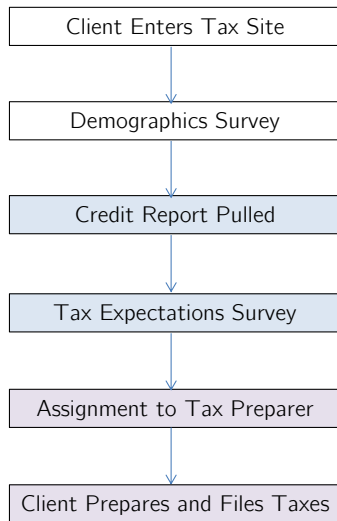 Client Enters Tax Site
Demographics Survey
Credit Report Pulled
Tax Expectations Survey
Assignment to Tax Preparer
Client Prepares and Files Taxes